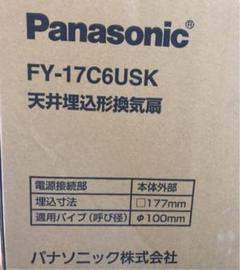 Panasonic®
FY-17C6USK
天井埋込形換気扇
電源接続部 本体外部
埋込寸法 □177mm
適用パイプ(呼び径) φ100mm
パナソニック株式会社